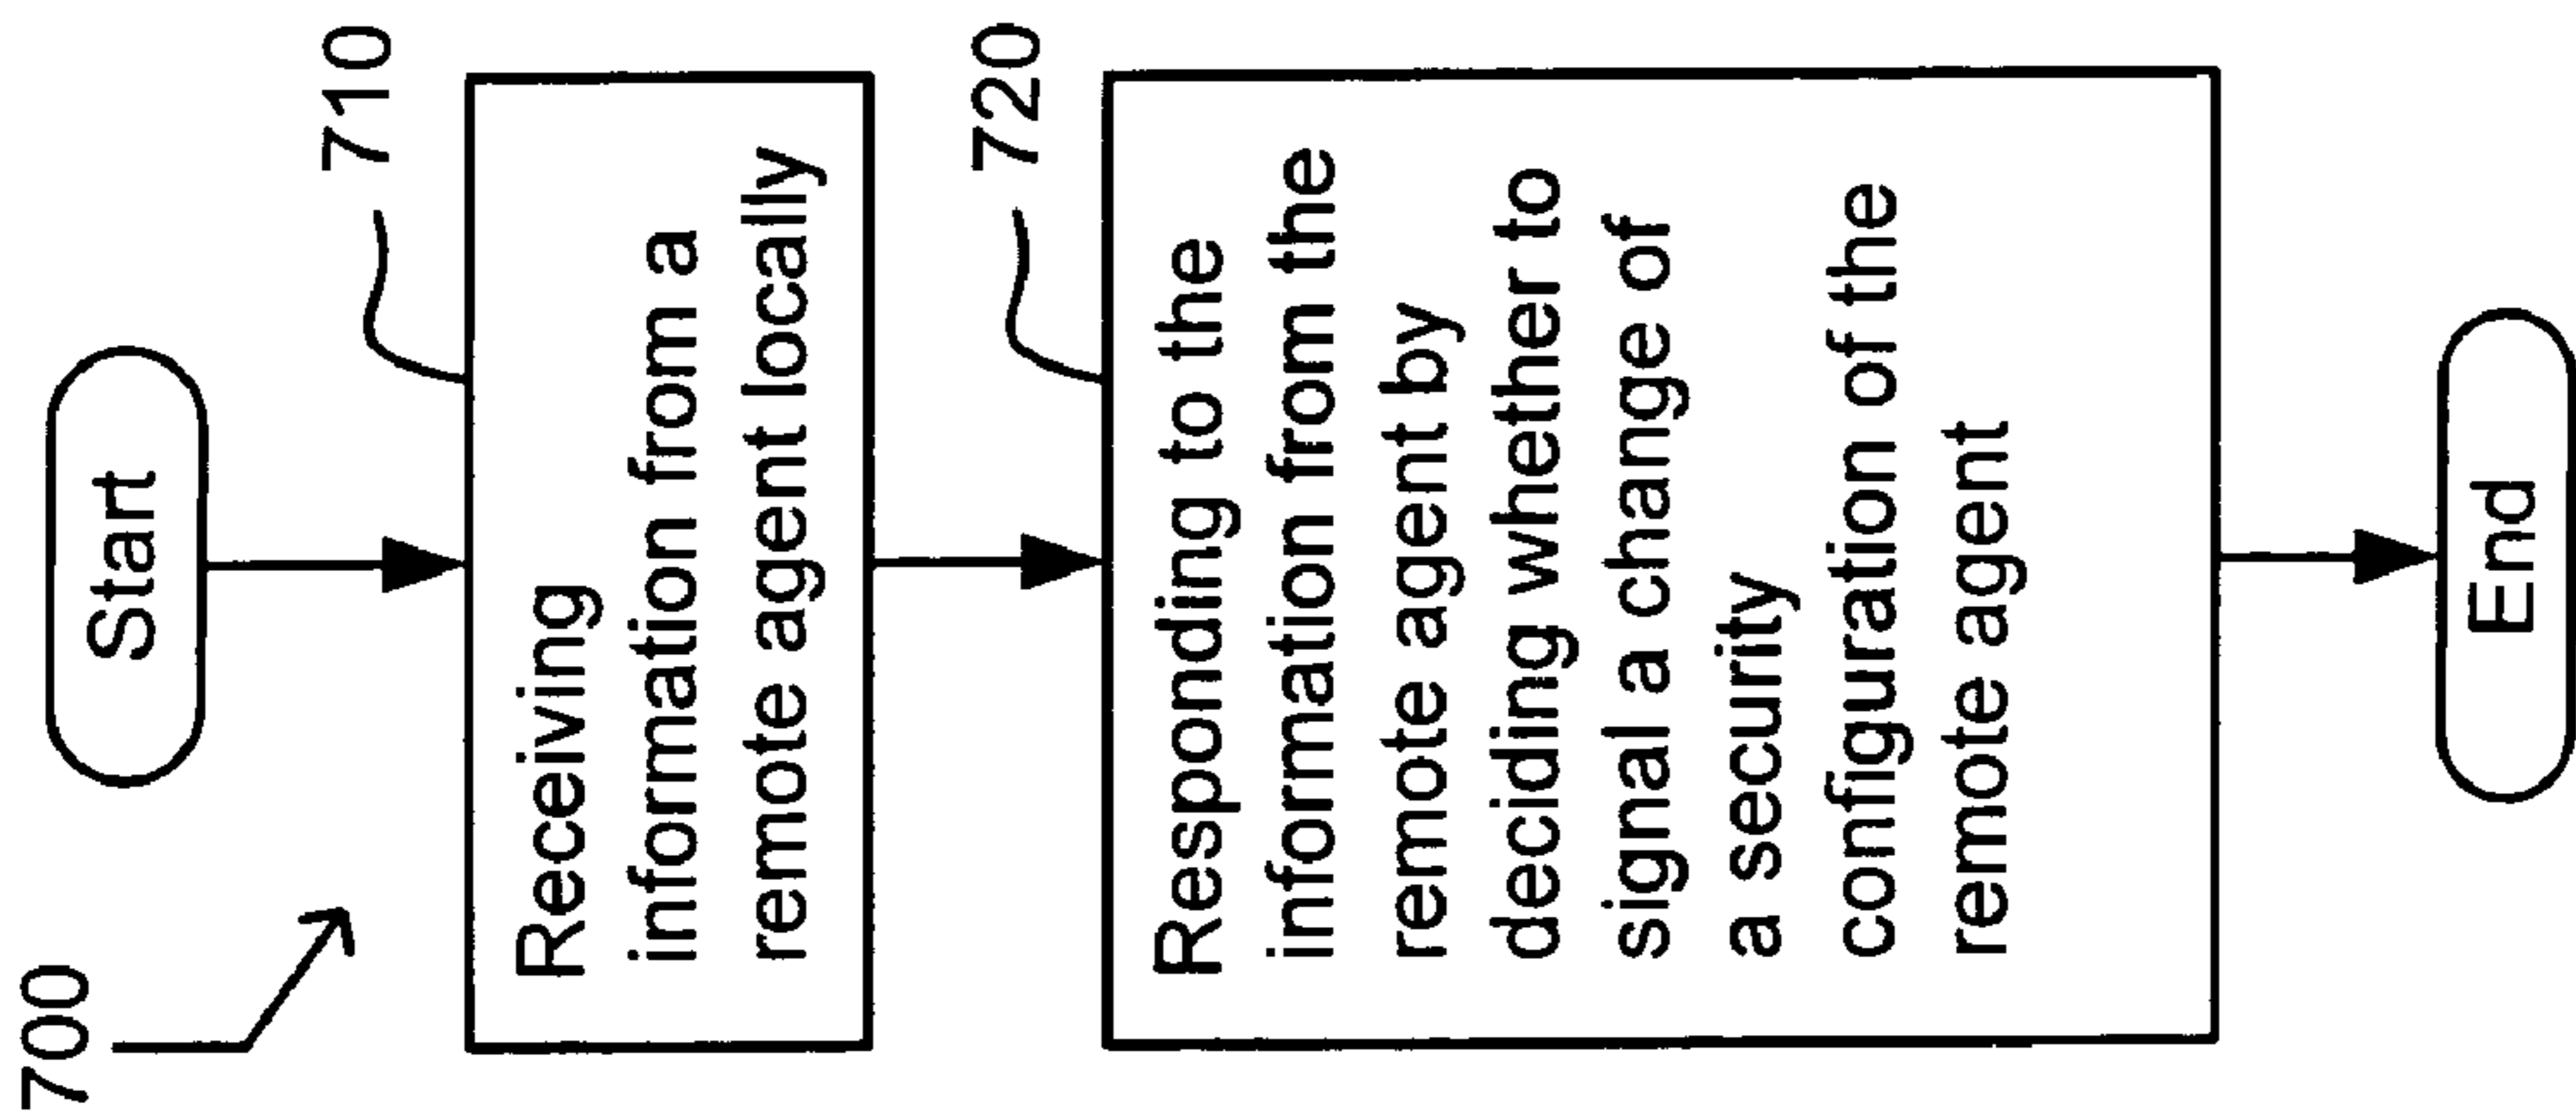 700
Start
710
Receiving
information from a
remote agent locally
720
Responding to the
information from the
remote agent by
deciding whether to
signal a change of
a security
configuration of the
remote agent
End